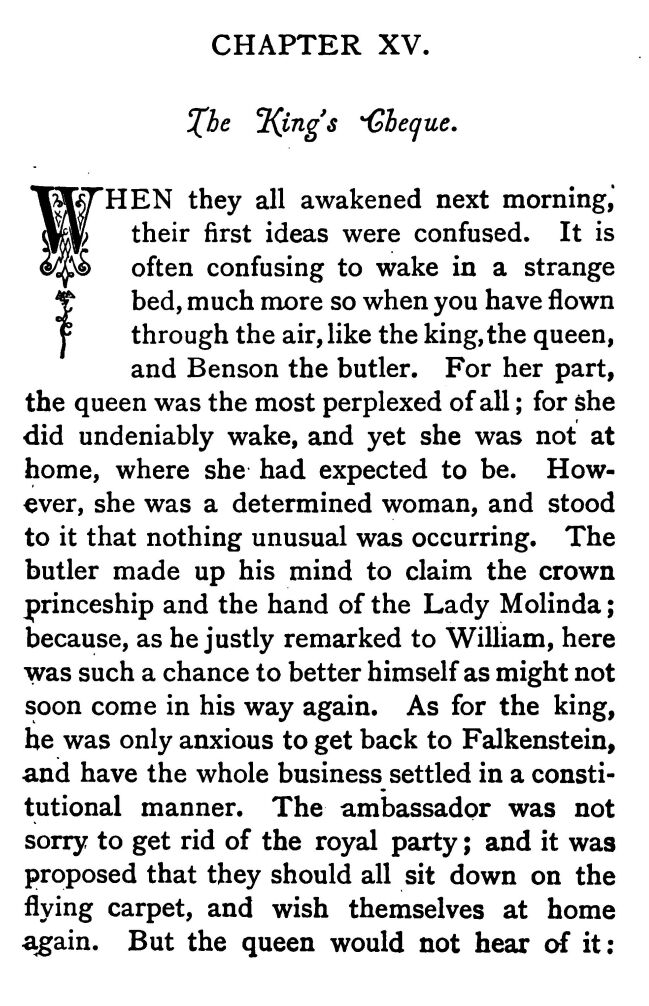 CHAPTER XV.
The King's Cheque.
WHEN they all awakened next morning,
their first ideas were confused. It is
often confusing to wake in a strange
bed, much more so when you have flown
through the air, like the king, the queen,
and Benson the butler. For her part,
the queen was the most perplexed of all; for she
did undeniably wake, and yet she was not at
home, where she had expected to be. How-
ever, she was a determined woman, and stood
to it that nothing unusual was occurring. The
butler made up his mind to claim the crown
princeship and the hand of the Lady Molinda;
because, as he justly remarked to William, here
was such a chance to better himself as might not
soon come in his way again. As for the king,
he was only anxious to get back to Falkenstein,
and have the whole business settled in a consti-
tutional manner. The ambassador was not
sorry to get rid of the royal party; and it was
proposed that they should all sit down on the
flying carpet, and wish themselves at home
again. But the queen would not hear of it: